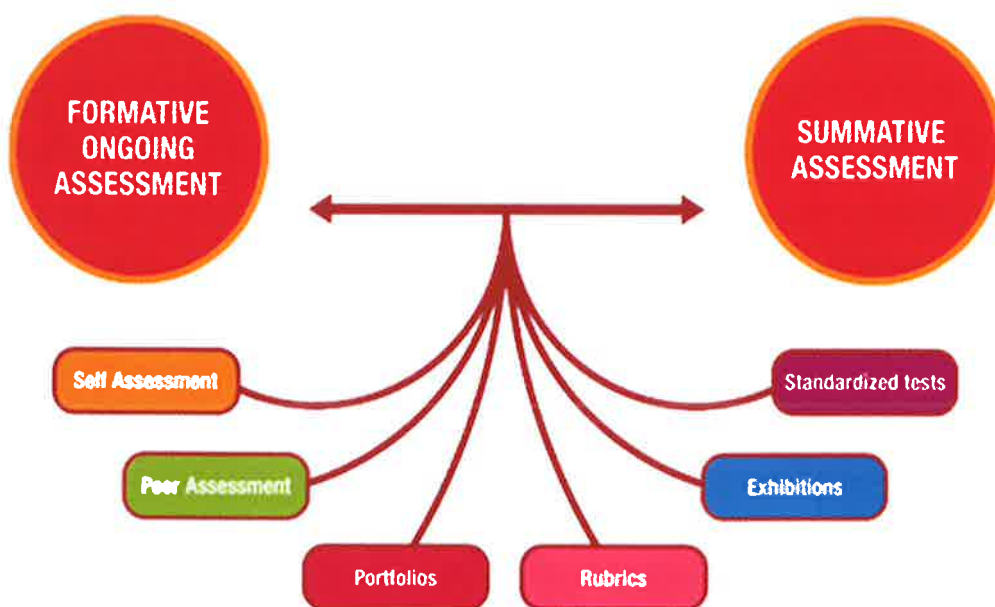 FORMATIVE
ONGOING
ASSESSMENT
SUMMATIVE
ASSESSMENT
Self Assessment
Standardized tests
Peer Assessment
Exhibitions
Portfolios
Rubrics